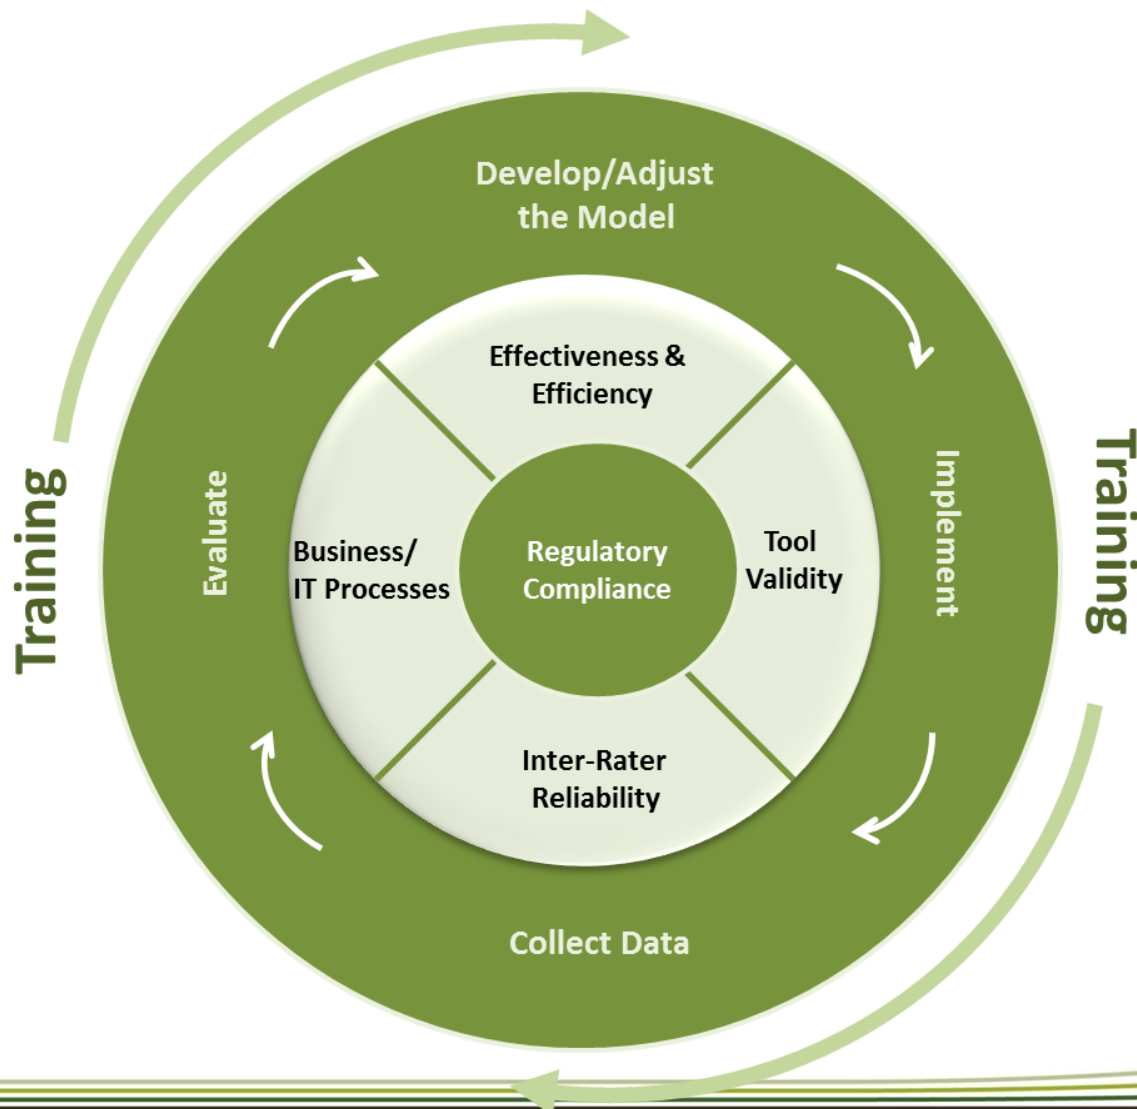 Develop/Adjust
the Model
Effectiveness &
Efficiency
Training
Evaluate
Business/
IT Processes
Regulatory
Compliance
Tool
Validity
Implement
Training
Inter-Rater
Reliability
Collect Data